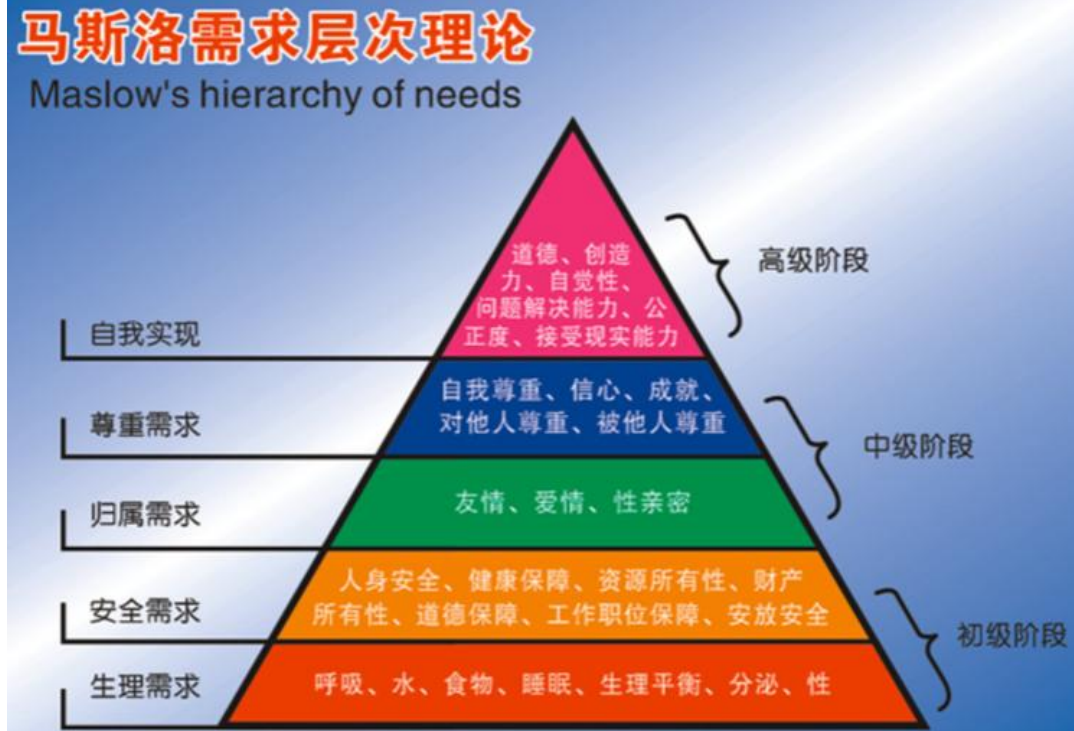 马斯洛需求层次理论
Maslow's hierarchy of needs
道德、创造
力、自觉性、
问题解决能力、公
正度、接受现实能力
高级阶段
自我实现
自我尊重、信心、成就、
对他人尊重、被他人尊重
尊重需求
中级阶段
友情、爱情、性亲密
归属需求
人身安全、健康保障、资源所有性、财产
所有性、道德保障、工作职位保障、安放安全
安全需求
初级阶段
呼吸、水、食物、睡眠、生理平衡、分泌、性
生理需求